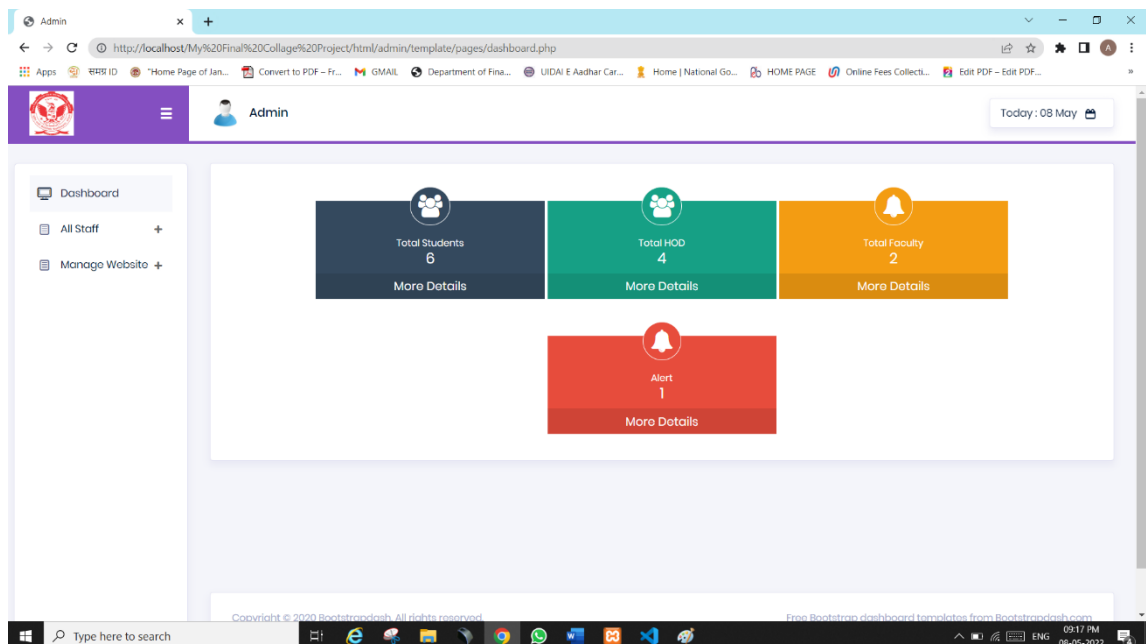 Admin
http://localhost/My%20Final%20Collage%20Project/html/admin/template/pages/dashboard.php
A
Apps समग्र ID "Home Page of Jan... Convert to PDF – Fr... GMAIL Department of Fina... UIDAI E Aadhar Car... Home | National Go... HOME PAGE Online Fees Collecti... Edit PDF – Edit PDF... »
Admin
Today : 08 May
Dashboard
All Staff +
Manage Website +
Total Students
6
More Details
Total HOD
4
More Details
Total Faculty
2
More Details
Alert
1
More Details
Copyright © 2020 Bootstrapdash. All rights reserved.
Free Bootstrap dashboard templates from Bootstrapdash.com
Type here to search
ENG
09:17 PM
08-05-2022